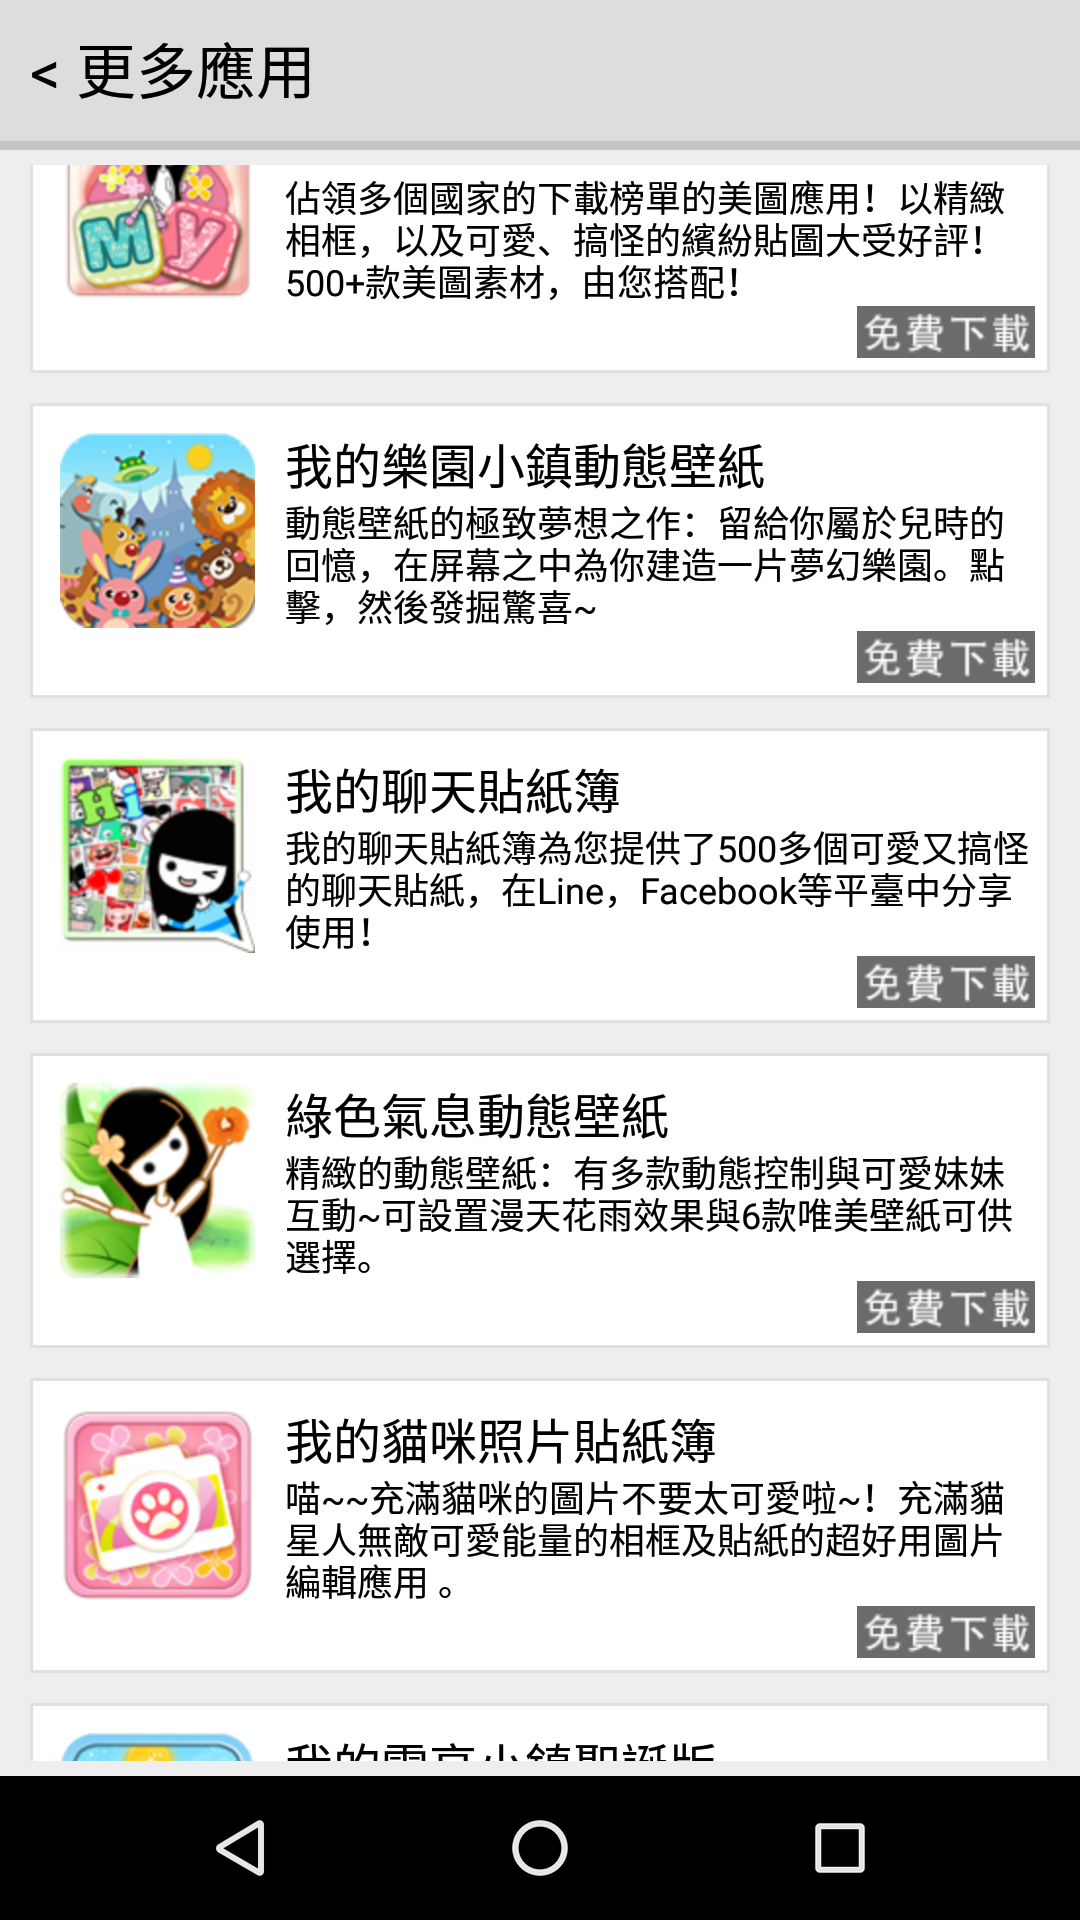 < 更多應用
My
佔領多個國家的下載榜單的美圖應用！以精緻
相框，以及可愛、搞怪的繽紛貼圖大受好評！
500+款美圖素材，由您搭配！
免費下載
我的樂園小鎮動態壁紙
動態壁紙的極致夢想之作：留給你屬於兒時的
回憶，在屏幕之中為你建造一片夢幻樂園。點
擊，然後發掘驚喜~
免費下載
Hi
我的聊天貼紙簿
我的聊天貼紙簿為您提供了500多個可愛又搞怪
的聊天貼紙，在Line，Facebook等平臺中分享
使用！
免費下載
綠色氣息動態壁紙
精緻的動態壁紙：有多款動態控制與可愛妹妹
互動~可設置漫天花雨效果與6款唯美壁紙可供
選擇。
免費下載
我的貓咪照片貼紙簿
喵~~充滿貓咪的圖片不要太可愛啦~！充滿貓
星人無敵可愛能量的相框及貼紙的超好用圖片
編輯應用 。
免費下載